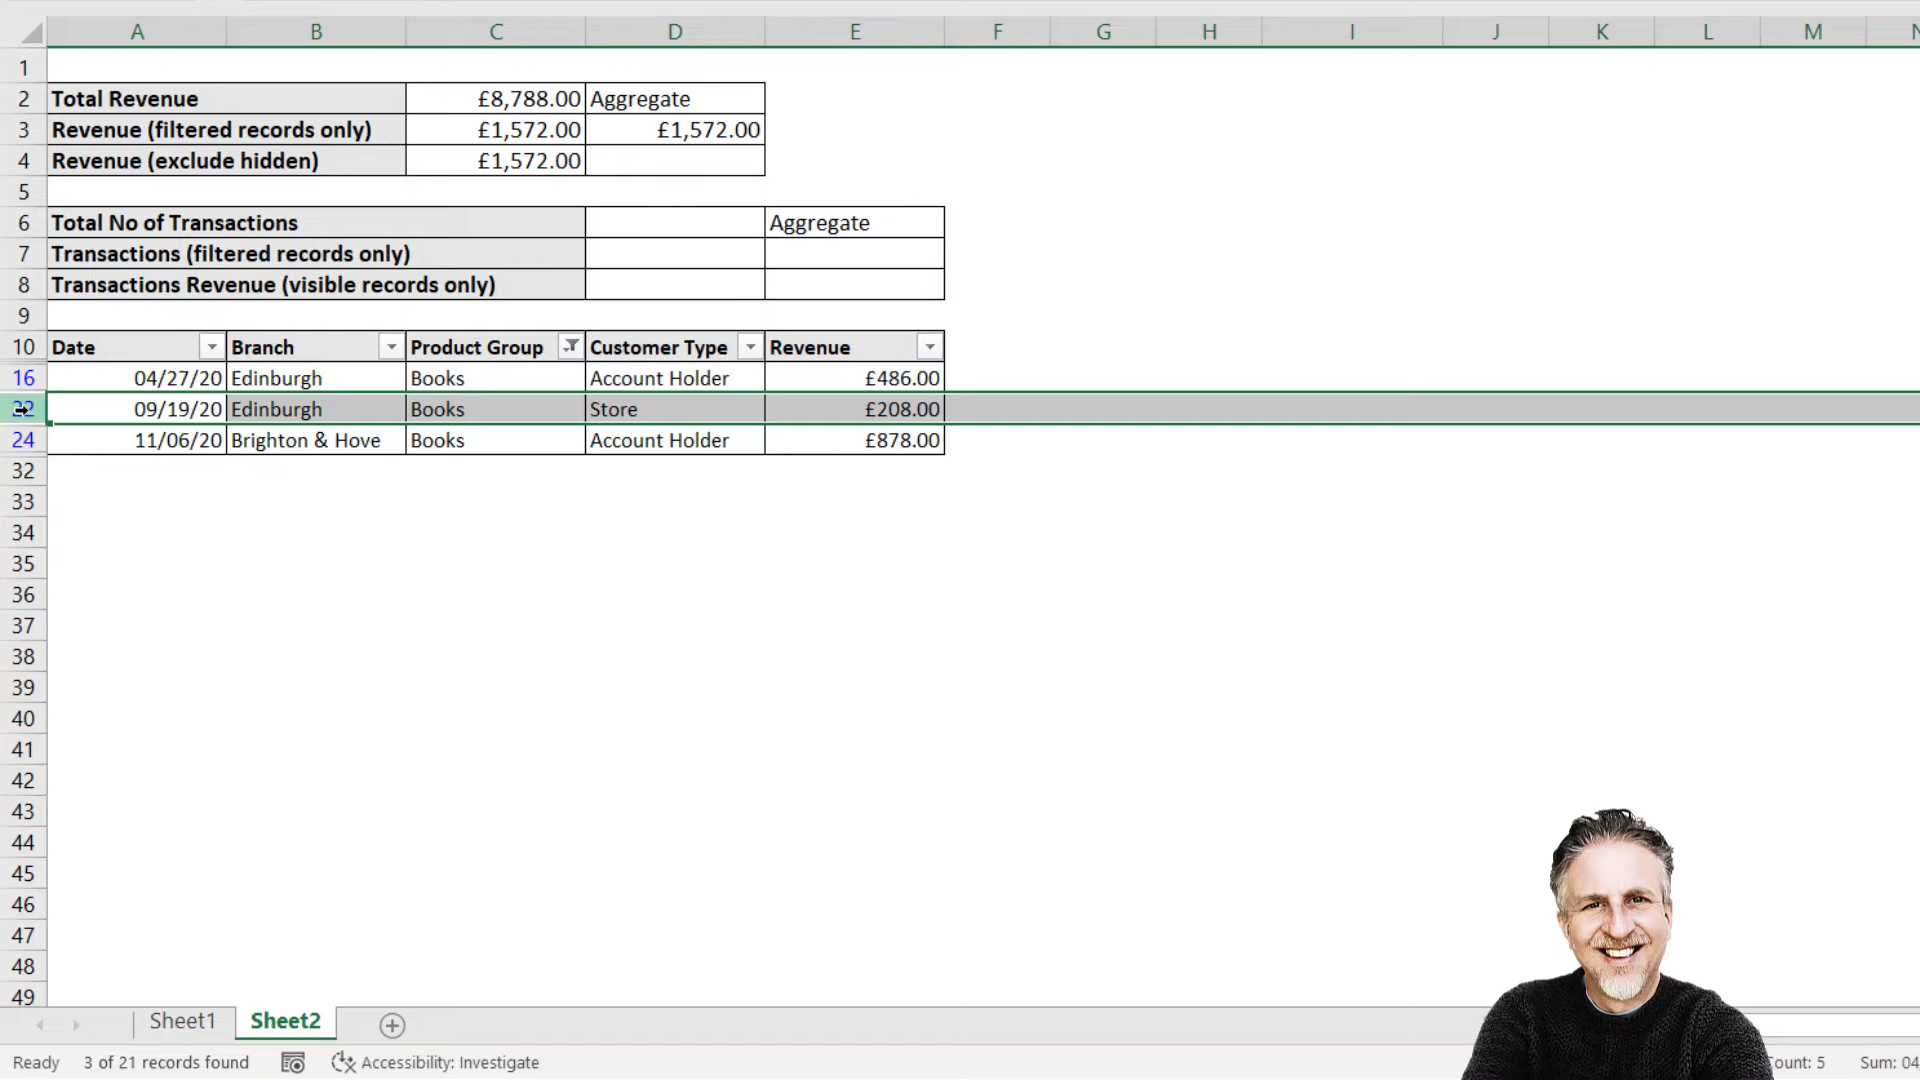 A B C D E F G H I J K L M N
1
2 Total Revenue £8,788.00 Aggregate
3 Revenue (filtered records only) £1,572.00 £1,572.00
4 Revenue (exclude hidden) £1,572.00
5
6 Total No of Transactions Aggregate
7 Transactions (filtered records only)
8 Transactions Revenue (visible records only)
9
10 Date Branch Product Group Customer Type Revenue
16 04/27/20 Edinburgh Books Account Holder £486.00
22 09/19/20 Edinburgh Books Store £208.00
24 11/06/20 Brighton & Hove Books Account Holder £878.00
32
33
34
35
36
37
38
39
40
41
42
43
44
45
46
47
48
49
Sheet1 Sheet2
Ready 3 of 21 records found Accessibility: Investigate Count: 5 Sum: 04